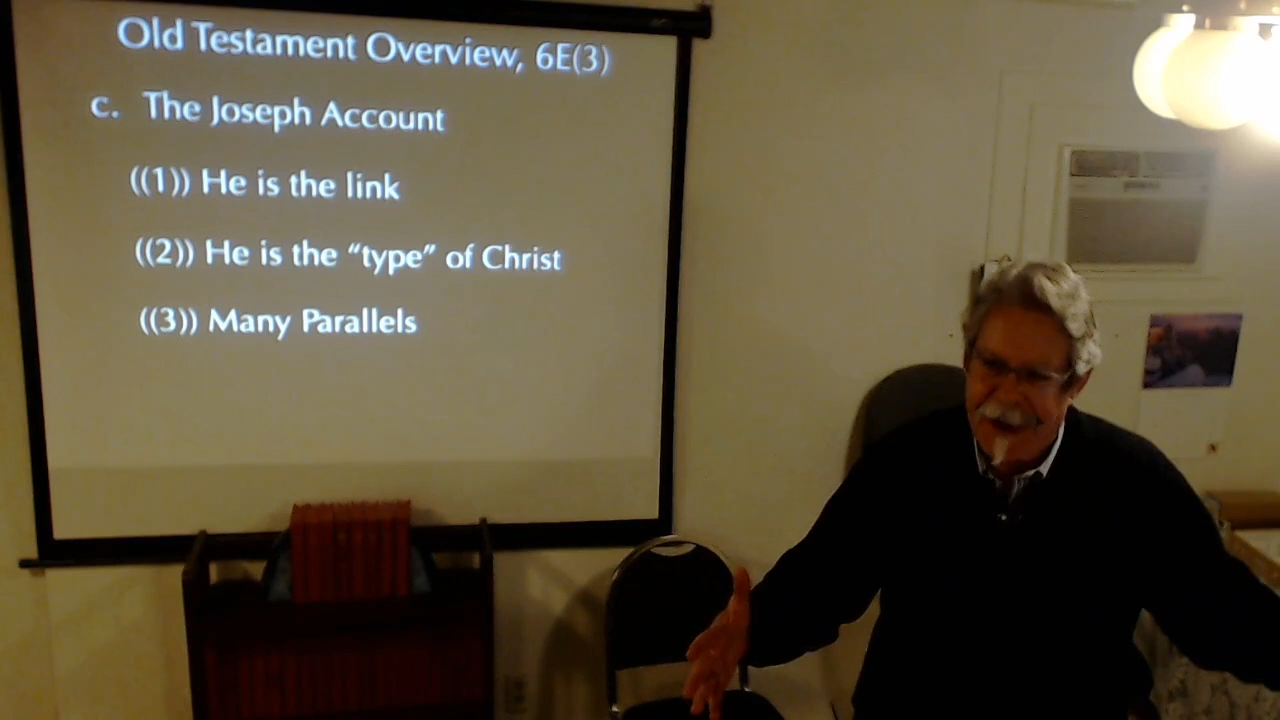 Old Testament Overview, 6E(3)
c. The Joseph Account
((1)) He is the link
((2)) He is the “type” of Christ
((3)) Many Parallels